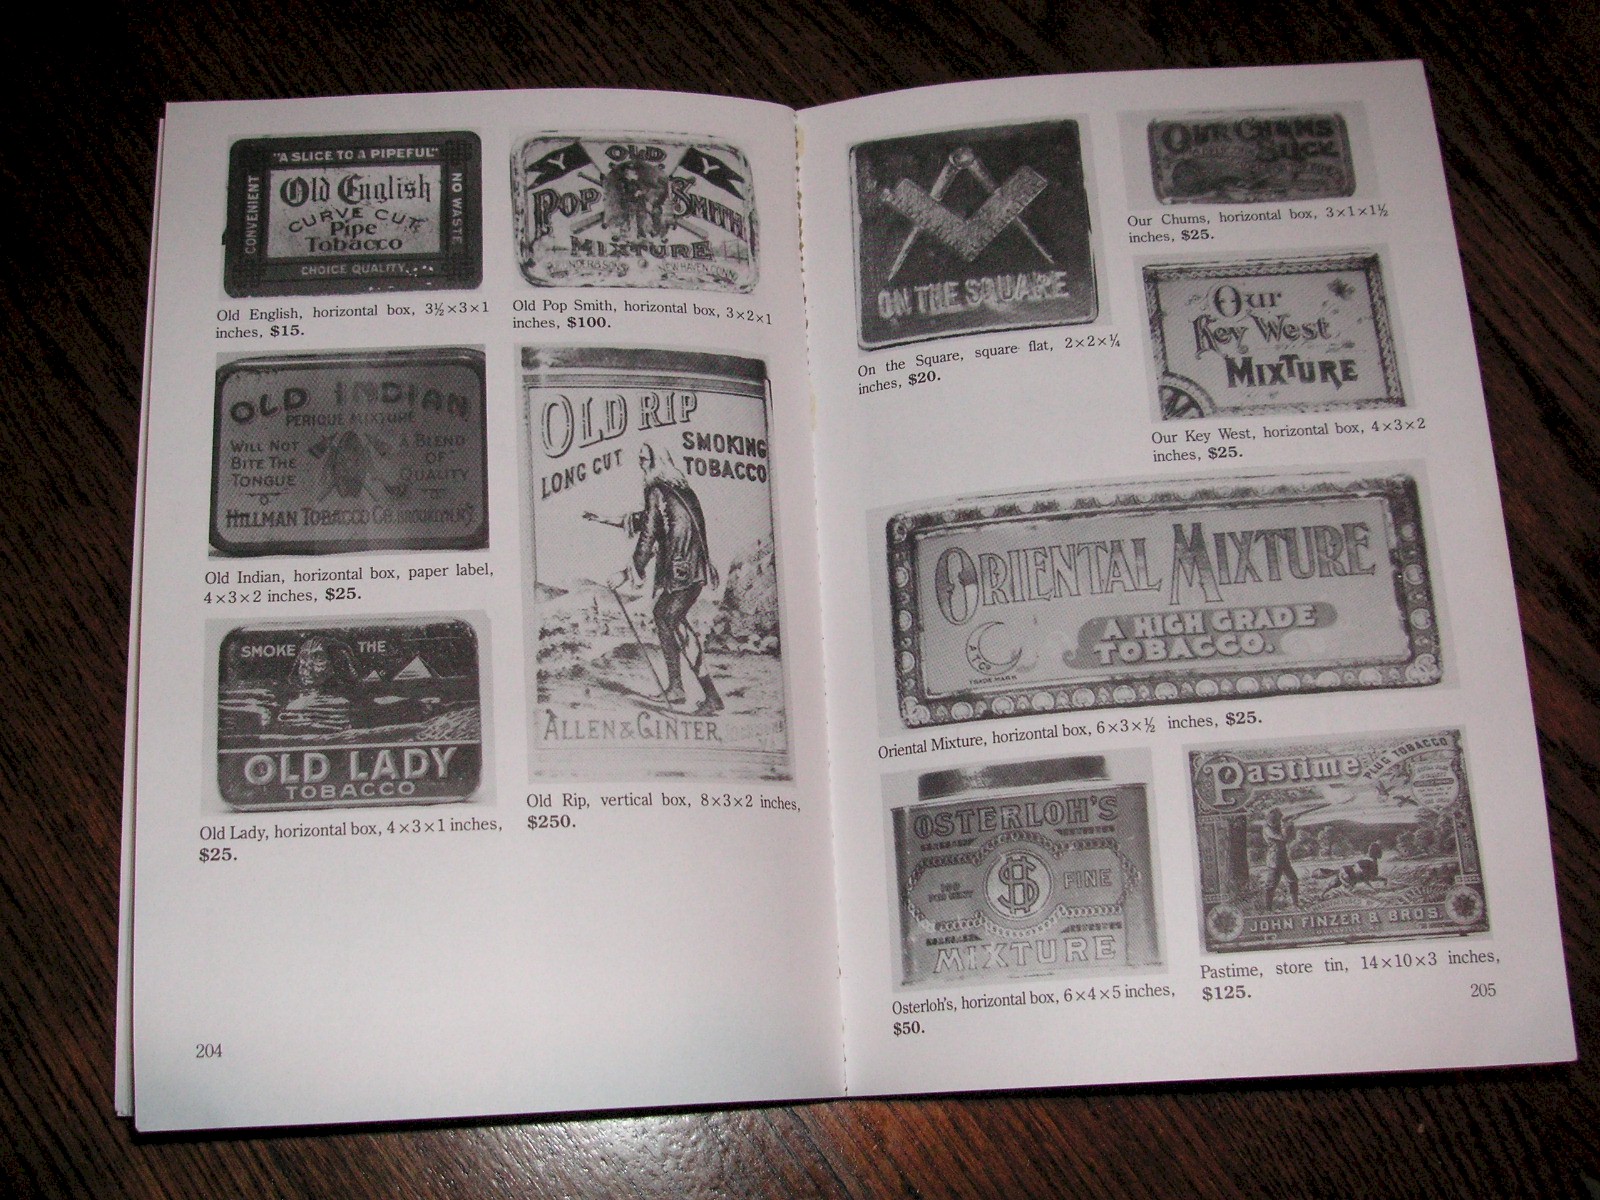 "A SLICE TO A PIPEFUL"
CONVENIENT
NO WASTE
Old English
CURVE CUT
Pipe
Tobacco
CHOICE QUALITY
Old English, horizontal box, 3½×3×1
inches, $15.
Y OLD Y
POP SMITH
MIXTURE
NEW HAVEN CONN
Old Pop Smith, horizontal box, 3×2×1
inches, $100.
OLD INDIAN
PERIQUE MIXTURE
WILL NOT
BITE THE
TONGUE
A BLEND
OF
QUALITY
HILLMAN TOBACCO CO. BROOKLYN N.Y.
Old Indian, horizontal box, paper label,
4×3×2 inches, $25.
SMOKE THE
OLD LADY
TOBACCO
Old Lady, horizontal box, 4×3×1 inches,
$25.
OLD RIP
LONG CUT
SMOKING
TOBACCO
ALLEN & GINTER,
Old Rip, vertical box, 8×3×2 inches,
$250.
204
ON THE SQUARE
On the Square, square flat, 2×2×¼
inches, $20.
OUR CHUMS
Our Chums, horizontal box, 3×1×1½
inches, $25.
Our
Key West
MIXTURE
Our Key West, horizontal box, 4×3×2
inches, $25.
ORIENTAL MIXTURE
A HIGH GRADE
TOBACCO.
A.T.C.
TRADE MARK
Oriental Mixture, horizontal box, 6×3×½ inches, $25.
OSTERLOH'S
FINE
MIXTURE
Osterloh's, horizontal box, 6×4×5 inches,
$50.
Pastime
PLUG TOBACCO
JOHN FINZER & BROS.
Pastime, store tin, 14×10×3 inches,
$125.
205